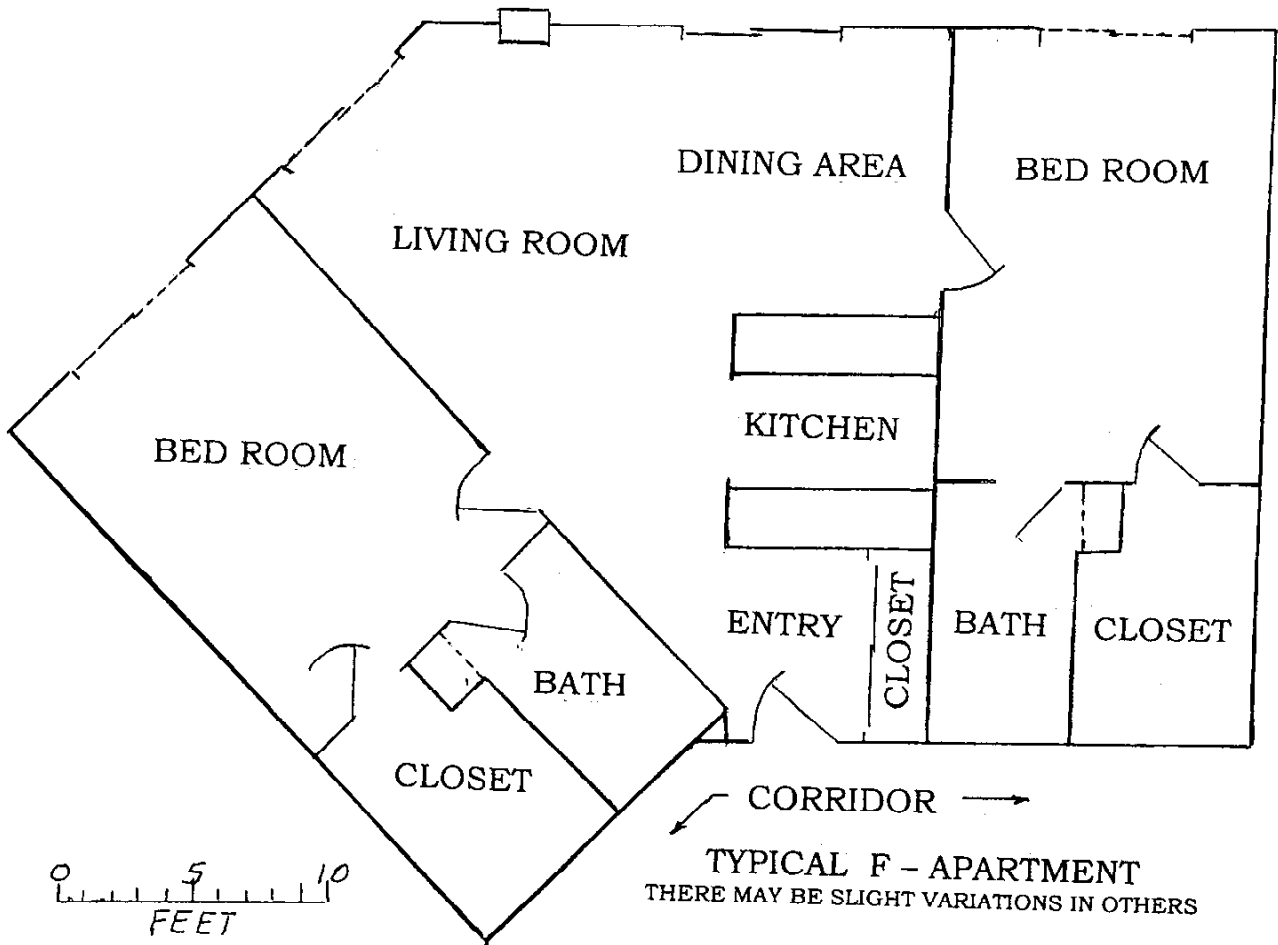 DINING AREA
BED ROOM
LIVING ROOM
KITCHEN
BED ROOM
ENTRY
CLOSET
BATH
CLOSET
BATH
CLOSET
CORRIDOR
TYPICAL F - APARTMENT
THERE MAY BE SLIGHT VARIATIONS IN OTHERS
0 5 10
FEET